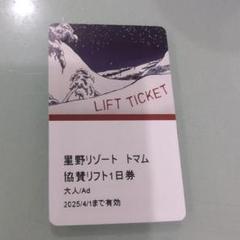 LIFT TICKET
星野リゾート トマム
協賛リフト1日券
大人/Ad
2025/4/1まで有効